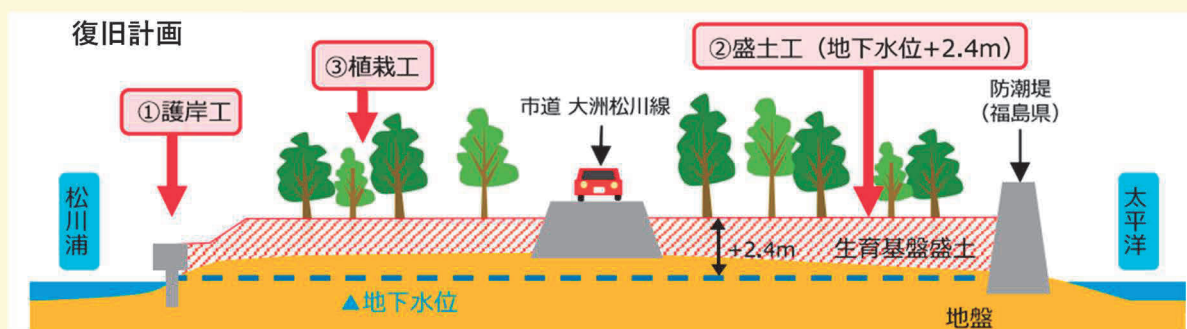 復旧計画
①護岸工
③植栽工
②盛土工（地下水位+2.4m）
市道 大洲松川線
防潮堤
（福島県）
松川浦
太平洋
+2.4m
生育基盤盛土
▲地下水位
地盤